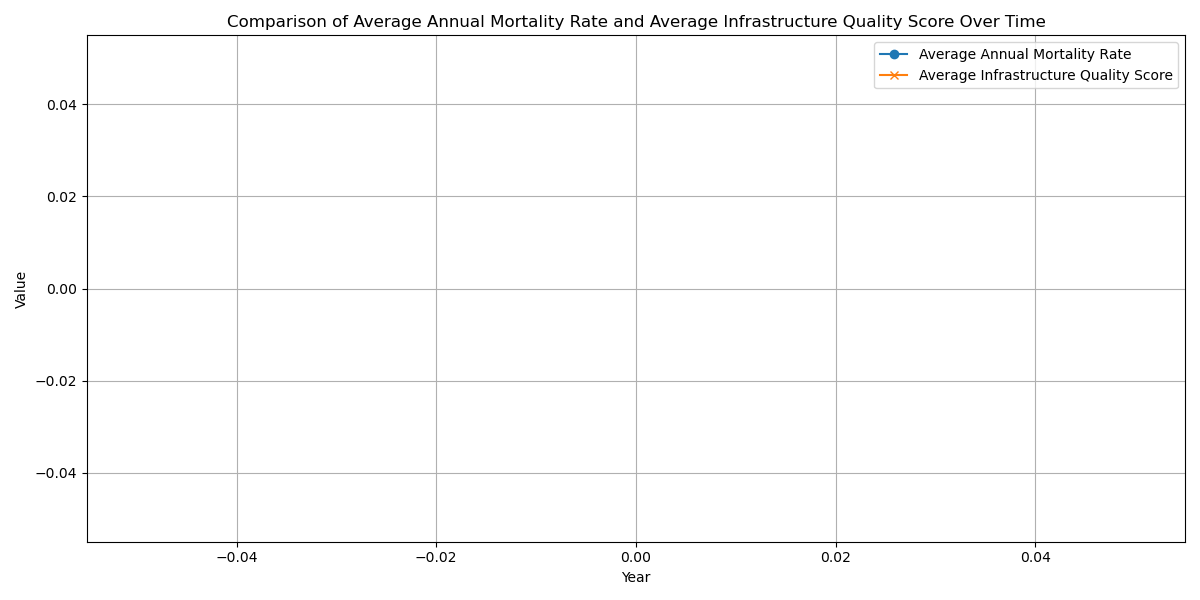 Comparison of Average Annual Mortality Rate and Average Infrastructure Quality Score Over Time
Average Annual Mortality Rate
Average Infrastructure Quality Score
Value
0.04
0.02
0.00
−0.02
−0.04
−0.04 −0.02 0.00 0.02 0.04
Year